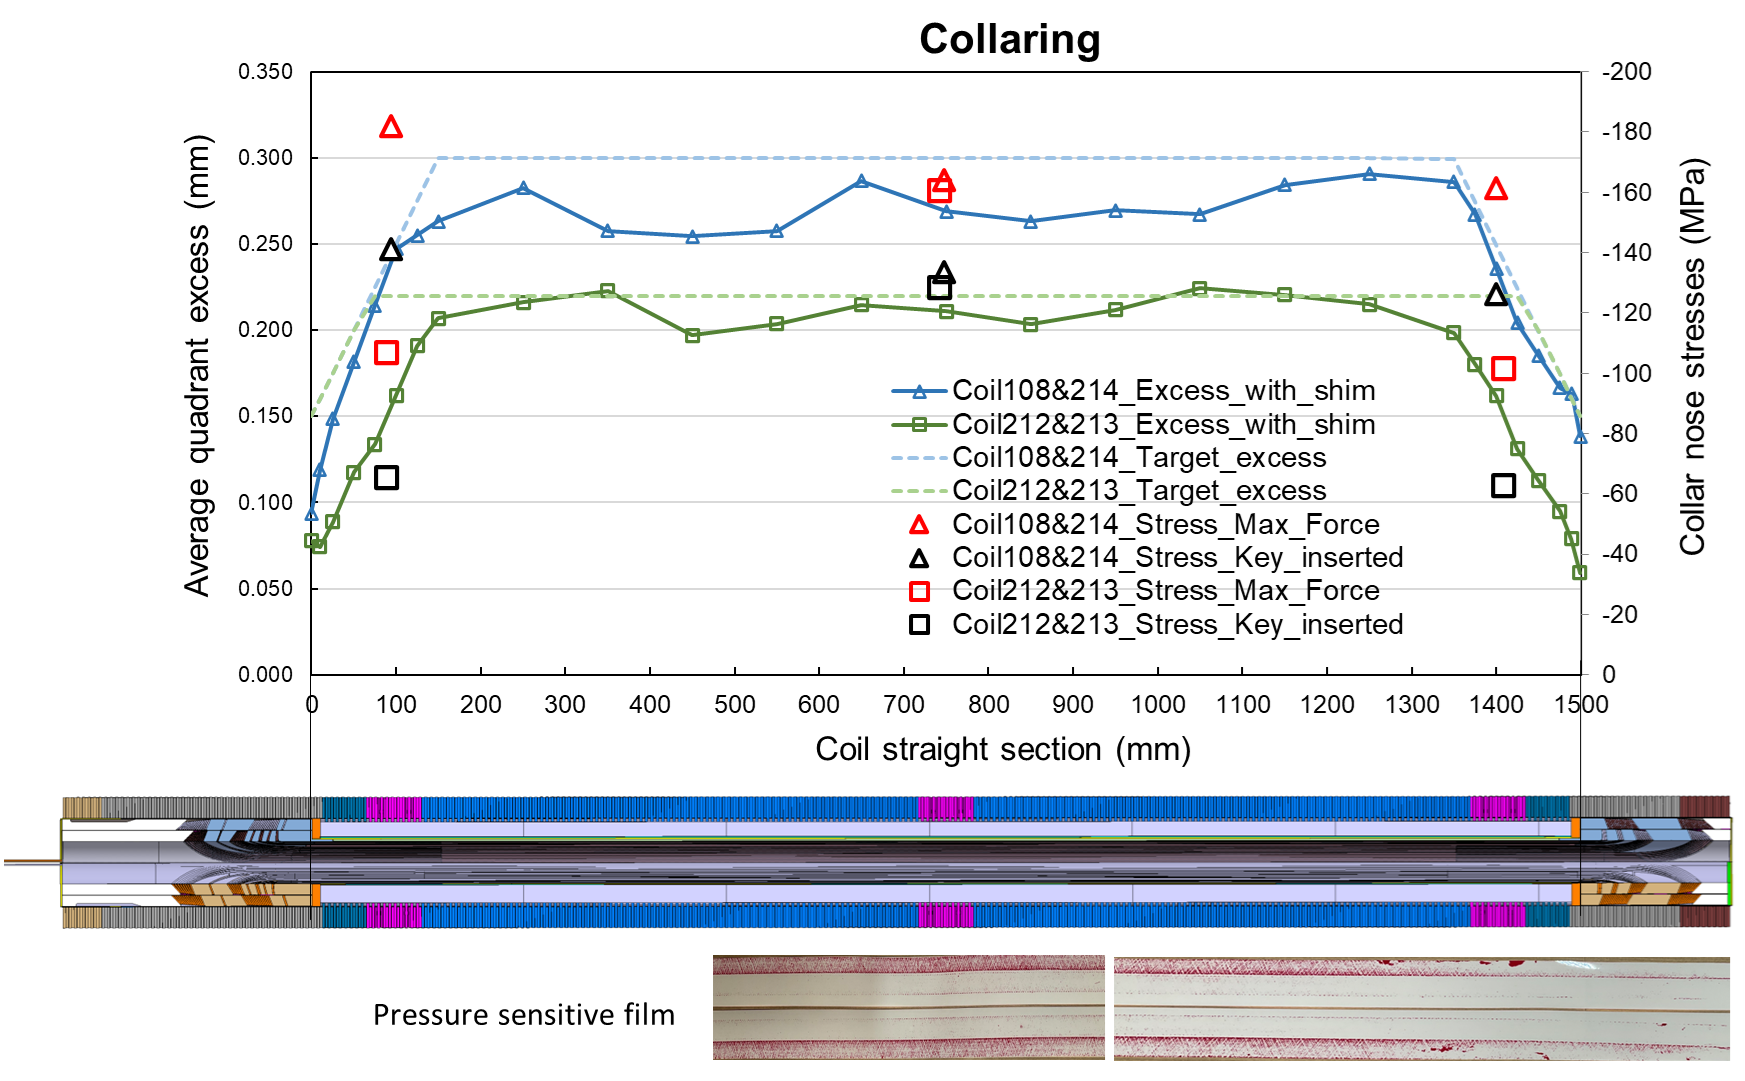 Collaring
Average quadrant excess (mm)
0.350
0.300
0.250
0.200
0.150
0.100
0.050
0.000
-200
-180
-160
-140
-120
-100
-80
-60
-40
-20
0
Collar nose stresses (MPa)
Coil108&214_Excess_with_shim
Coil212&213_Excess_with_shim
Coil108&214_Target_excess
Coil212&213_Target_excess
Coil108&214_Stress_Max_Force
Coil108&214_Stress_Key_inserted
Coil212&213_Stress_Max_Force
Coil212&213_Stress_Key_inserted
0 100 200 300 400 500 600 700 800 900 1000 1100 1200 1300 1400 1500
Coil straight section (mm)
Pressure sensitive film